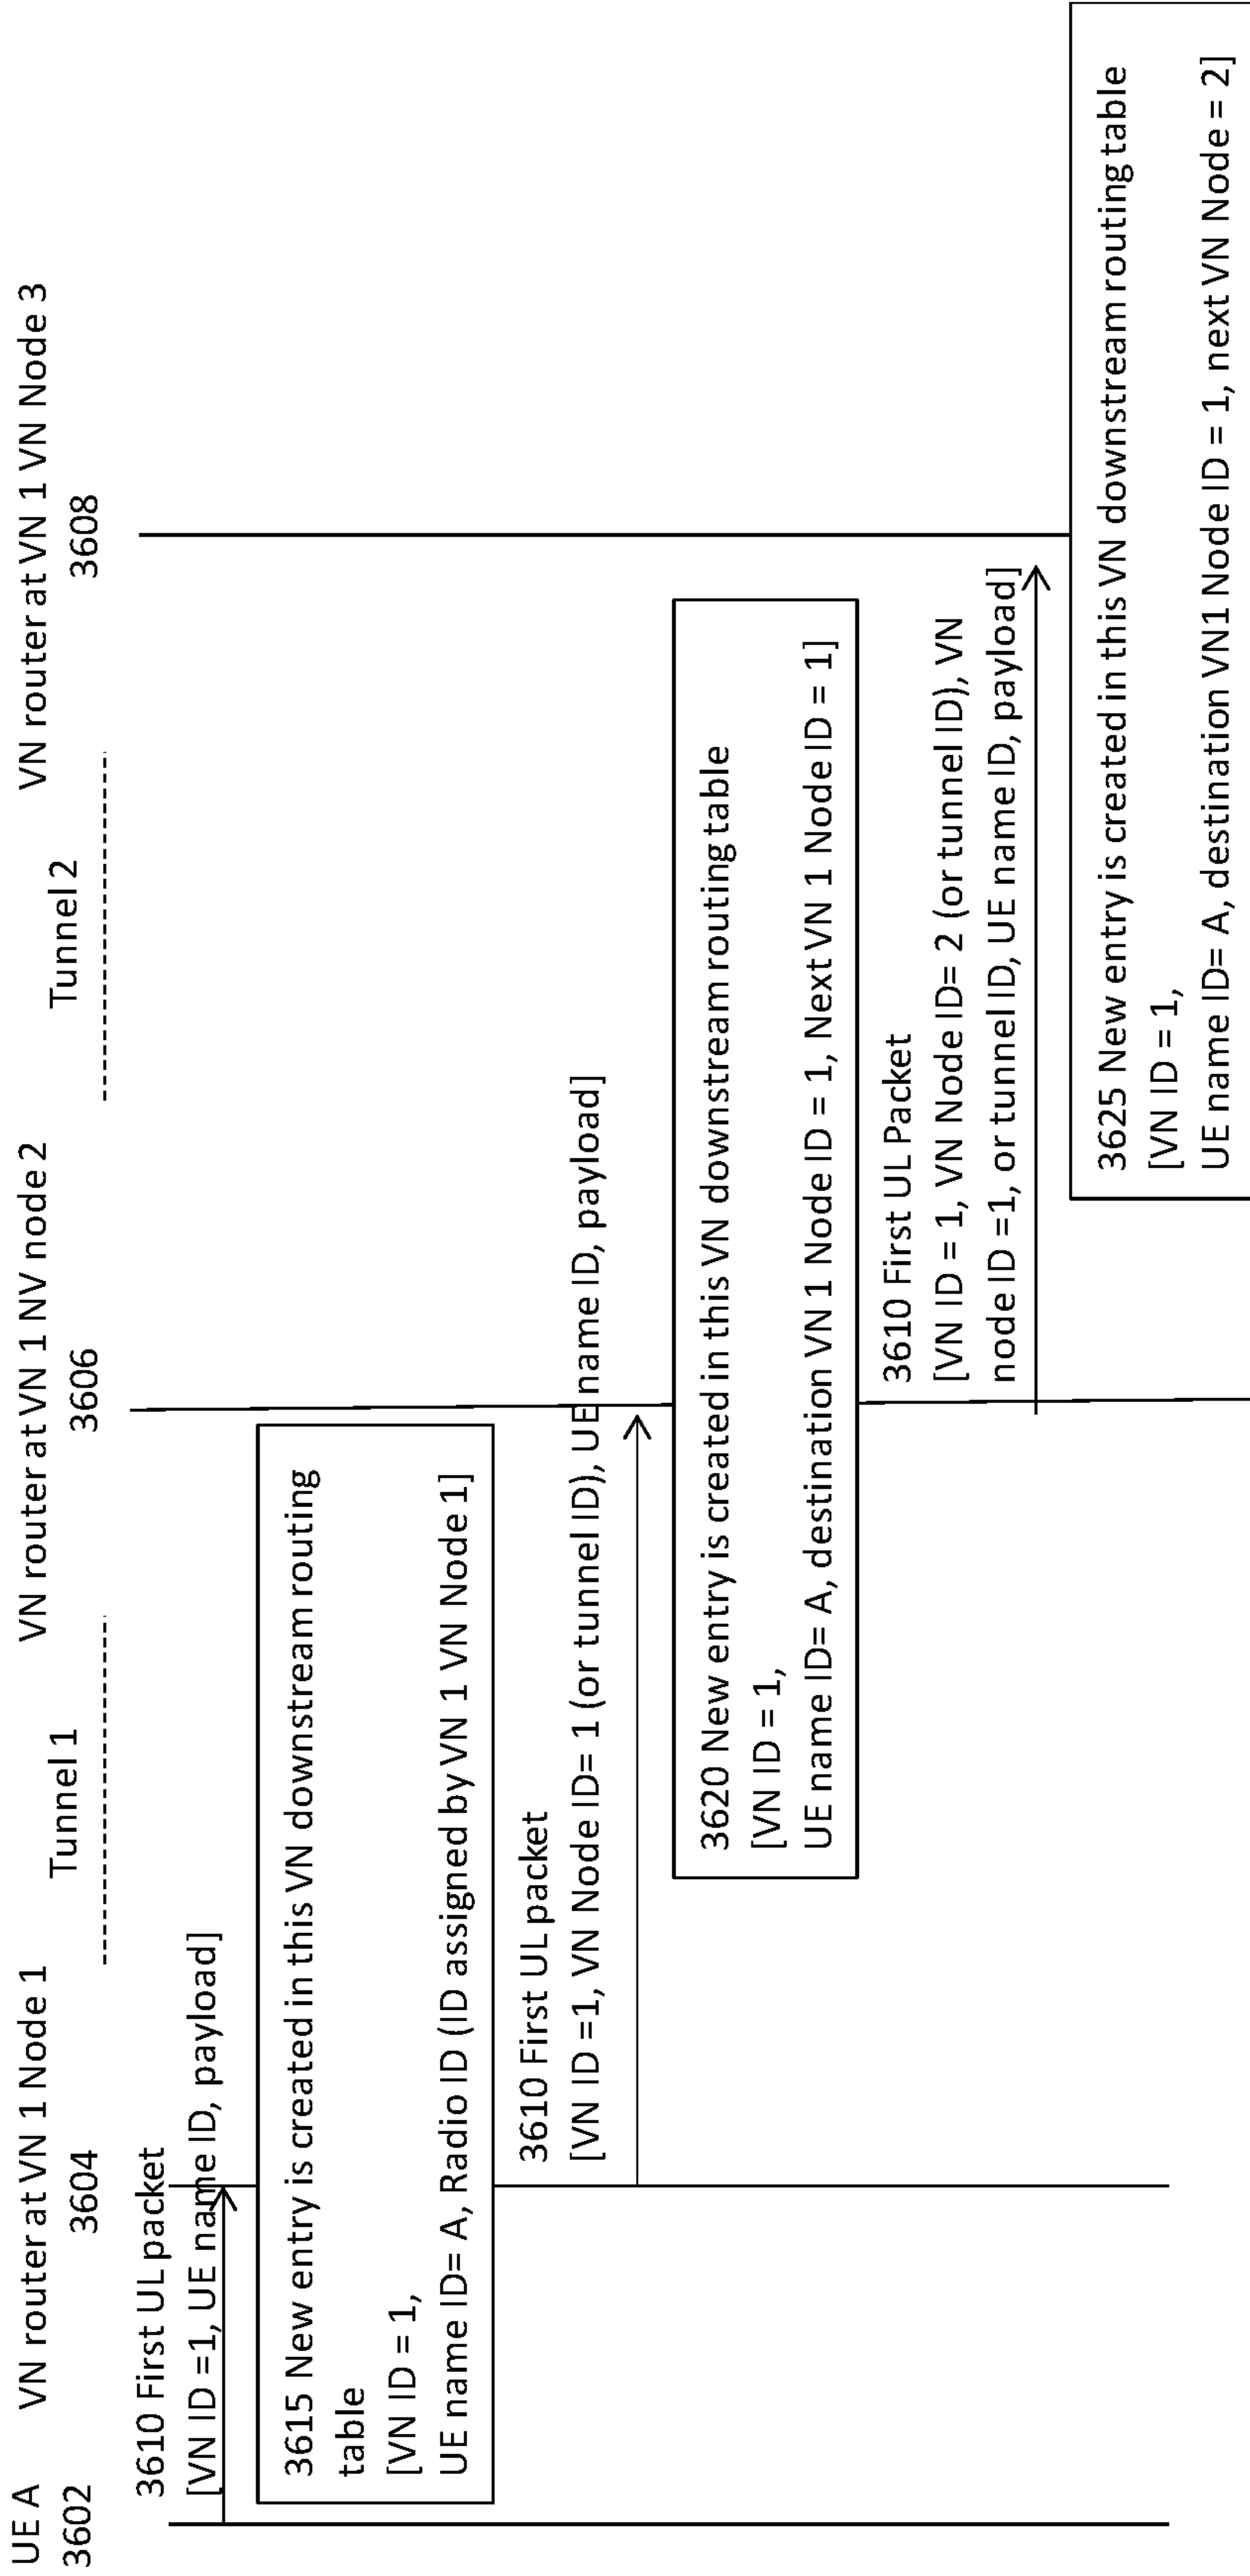 UE A
3602
VN router at VN 1 Node 1
3604
Tunnel 1
VN router at VN 1 NV node 2
3606
Tunnel 2
VN router at VN 1 VN Node 3
3608
3610 First UL packet
[VN ID =1, UE name ID, payload]
3615 New entry is created in this VN downstream routing
table
[VN ID = 1,
UE name ID= A, Radio ID (ID assigned by VN 1 VN Node 1]
3610 First UL packet
[VN ID =1, VN Node ID= 1 (or tunnel ID), UE name ID, payload]
3620 New entry is created in this VN downstream routing table
[VN ID = 1,
UE name ID= A, destination VN 1 Node ID = 1, Next VN 1 Node ID = 1]
3610 First UL Packet
[VN ID = 1, VN Node ID= 2 (or tunnel ID), VN
node ID =1, or tunnel ID, UE name ID, payload]
3625 New entry is created in this VN downstream routing table
[VN ID = 1,
UE name ID= A, destination VN1 Node ID = 1, next VN Node = 2]